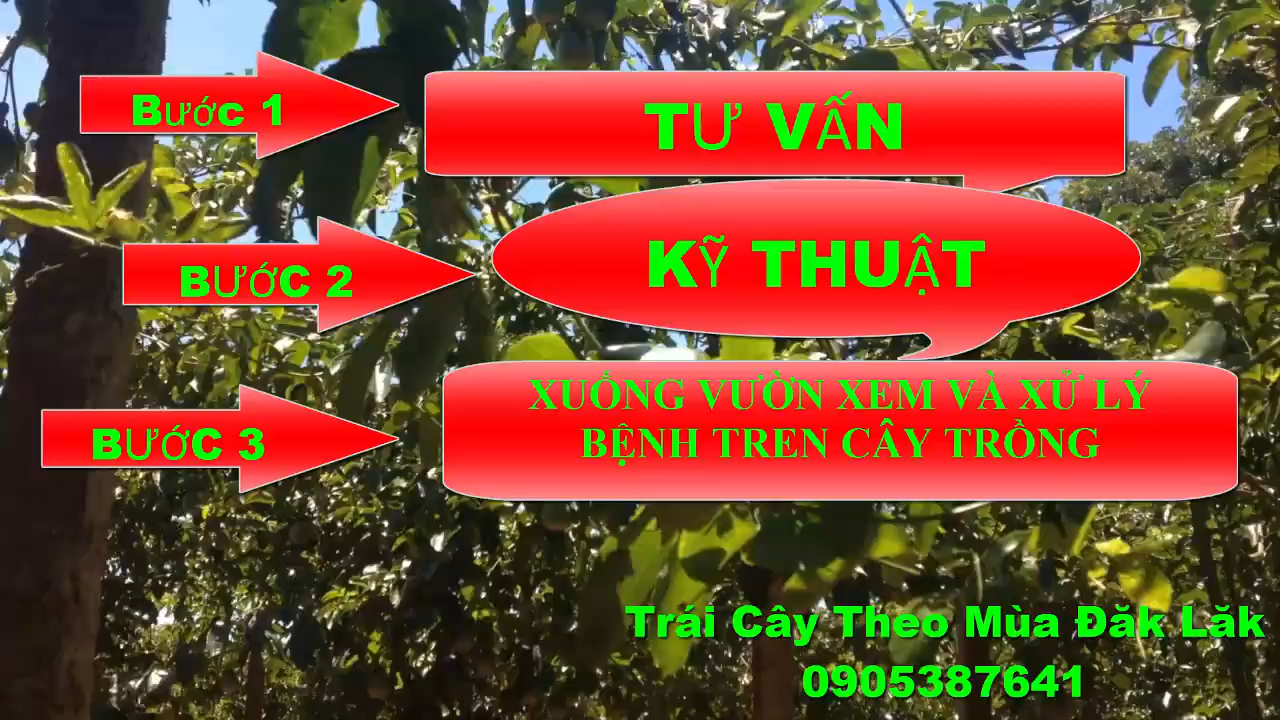 Bước 1
TƯ VẤN
BƯỚC 2
KỸ THUẬT
BƯỚC 3
XUỐNG VƯỜN XEM VÀ XỬ LÝ
BỆNH TREN CÂY TRỒNG
Trái Cây Theo Mùa Đăk Lăk
0905387641